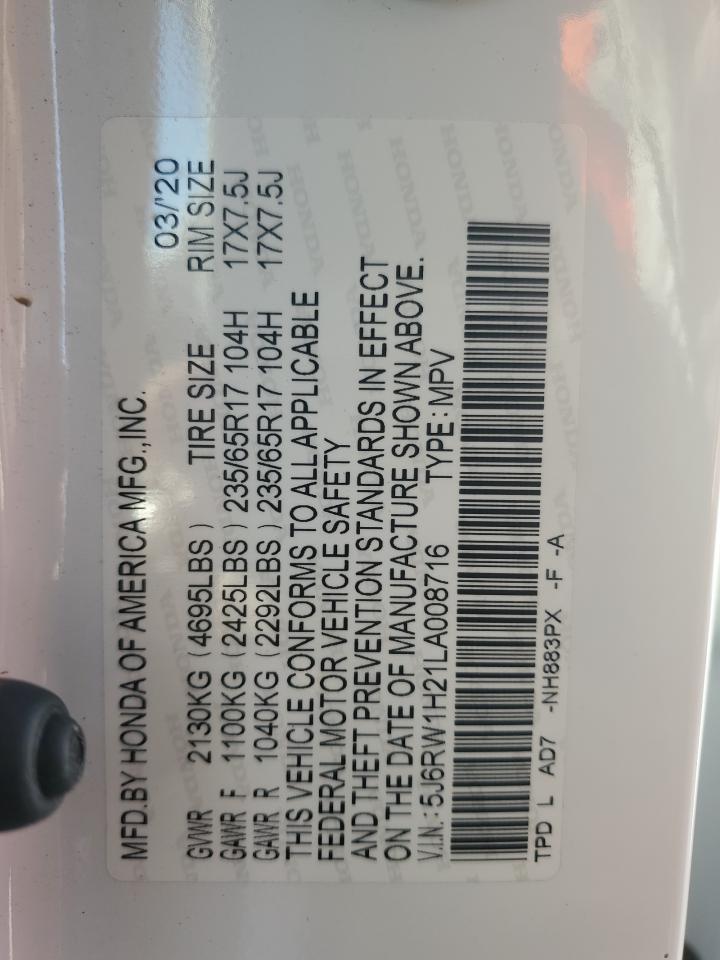 MFD.BY HONDA OF AMERICA MFG.,INC. 03/'20
GVWR 2130KG (4695LBS) TIRE SIZE RIM SIZE
GAWR F 1100KG (2425LBS) 235/65R17 104H 17X7.5J
GAWR R 1040KG (2292LBS) 235/65R17 104H 17X7.5J
THIS VEHICLE CONFORMS TO ALL APPLICABLE
FEDERAL MOTOR VEHICLE SAFETY
AND THEFT PREVENTION STANDARDS IN EFFECT
ON THE DATE OF MANUFACTURE SHOWN ABOVE.
V.I.N.: 5J6RW1H21LA008716 TYPE: MPV
TPD L AD7 -NH883PX -F -A